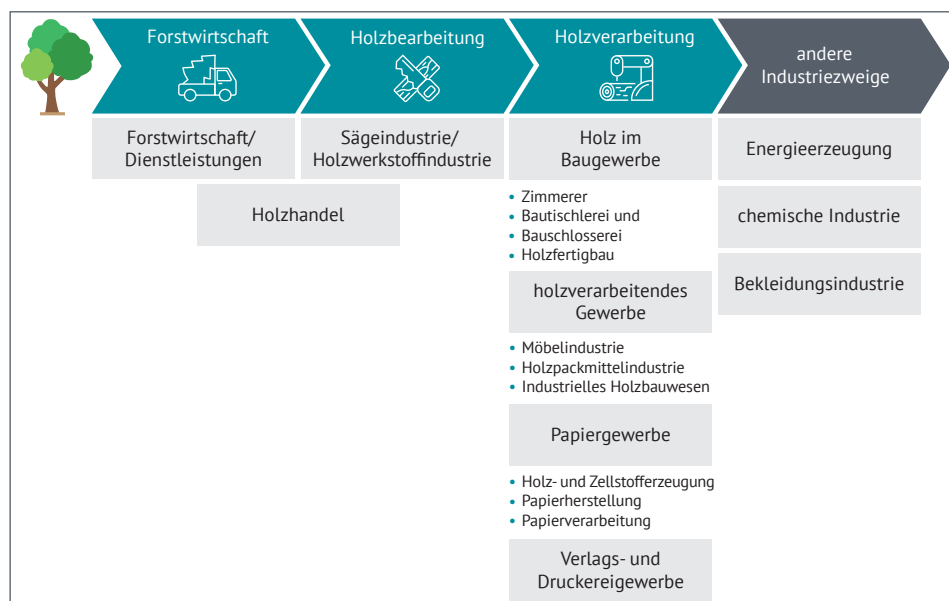 Forstwirtschaft
Holzbearbeitung
Holzverarbeitung
andere
Industriezweige
Forstwirtschaft/
Dienstleistungen
Sägeindustrie/
Holzwerkstoffindustrie
Holzhandel
Holz im
Baugewerbe
• Zimmerer
• Bautischlerei und
• Bauschlosserei
• Holzfertigbau
holzverarbeitendes
Gewerbe
• Möbelindustrie
• Holzpackmittelindustrie
• Industrielles Holzbauwesen
Papiergewerbe
• Holz- und Zellstofferzeugung
• Papierherstellung
• Papierverarbeitung
Verlags- und
Druckereigewerbe
Energieerzeugung
chemische Industrie
Bekleidungsindustrie